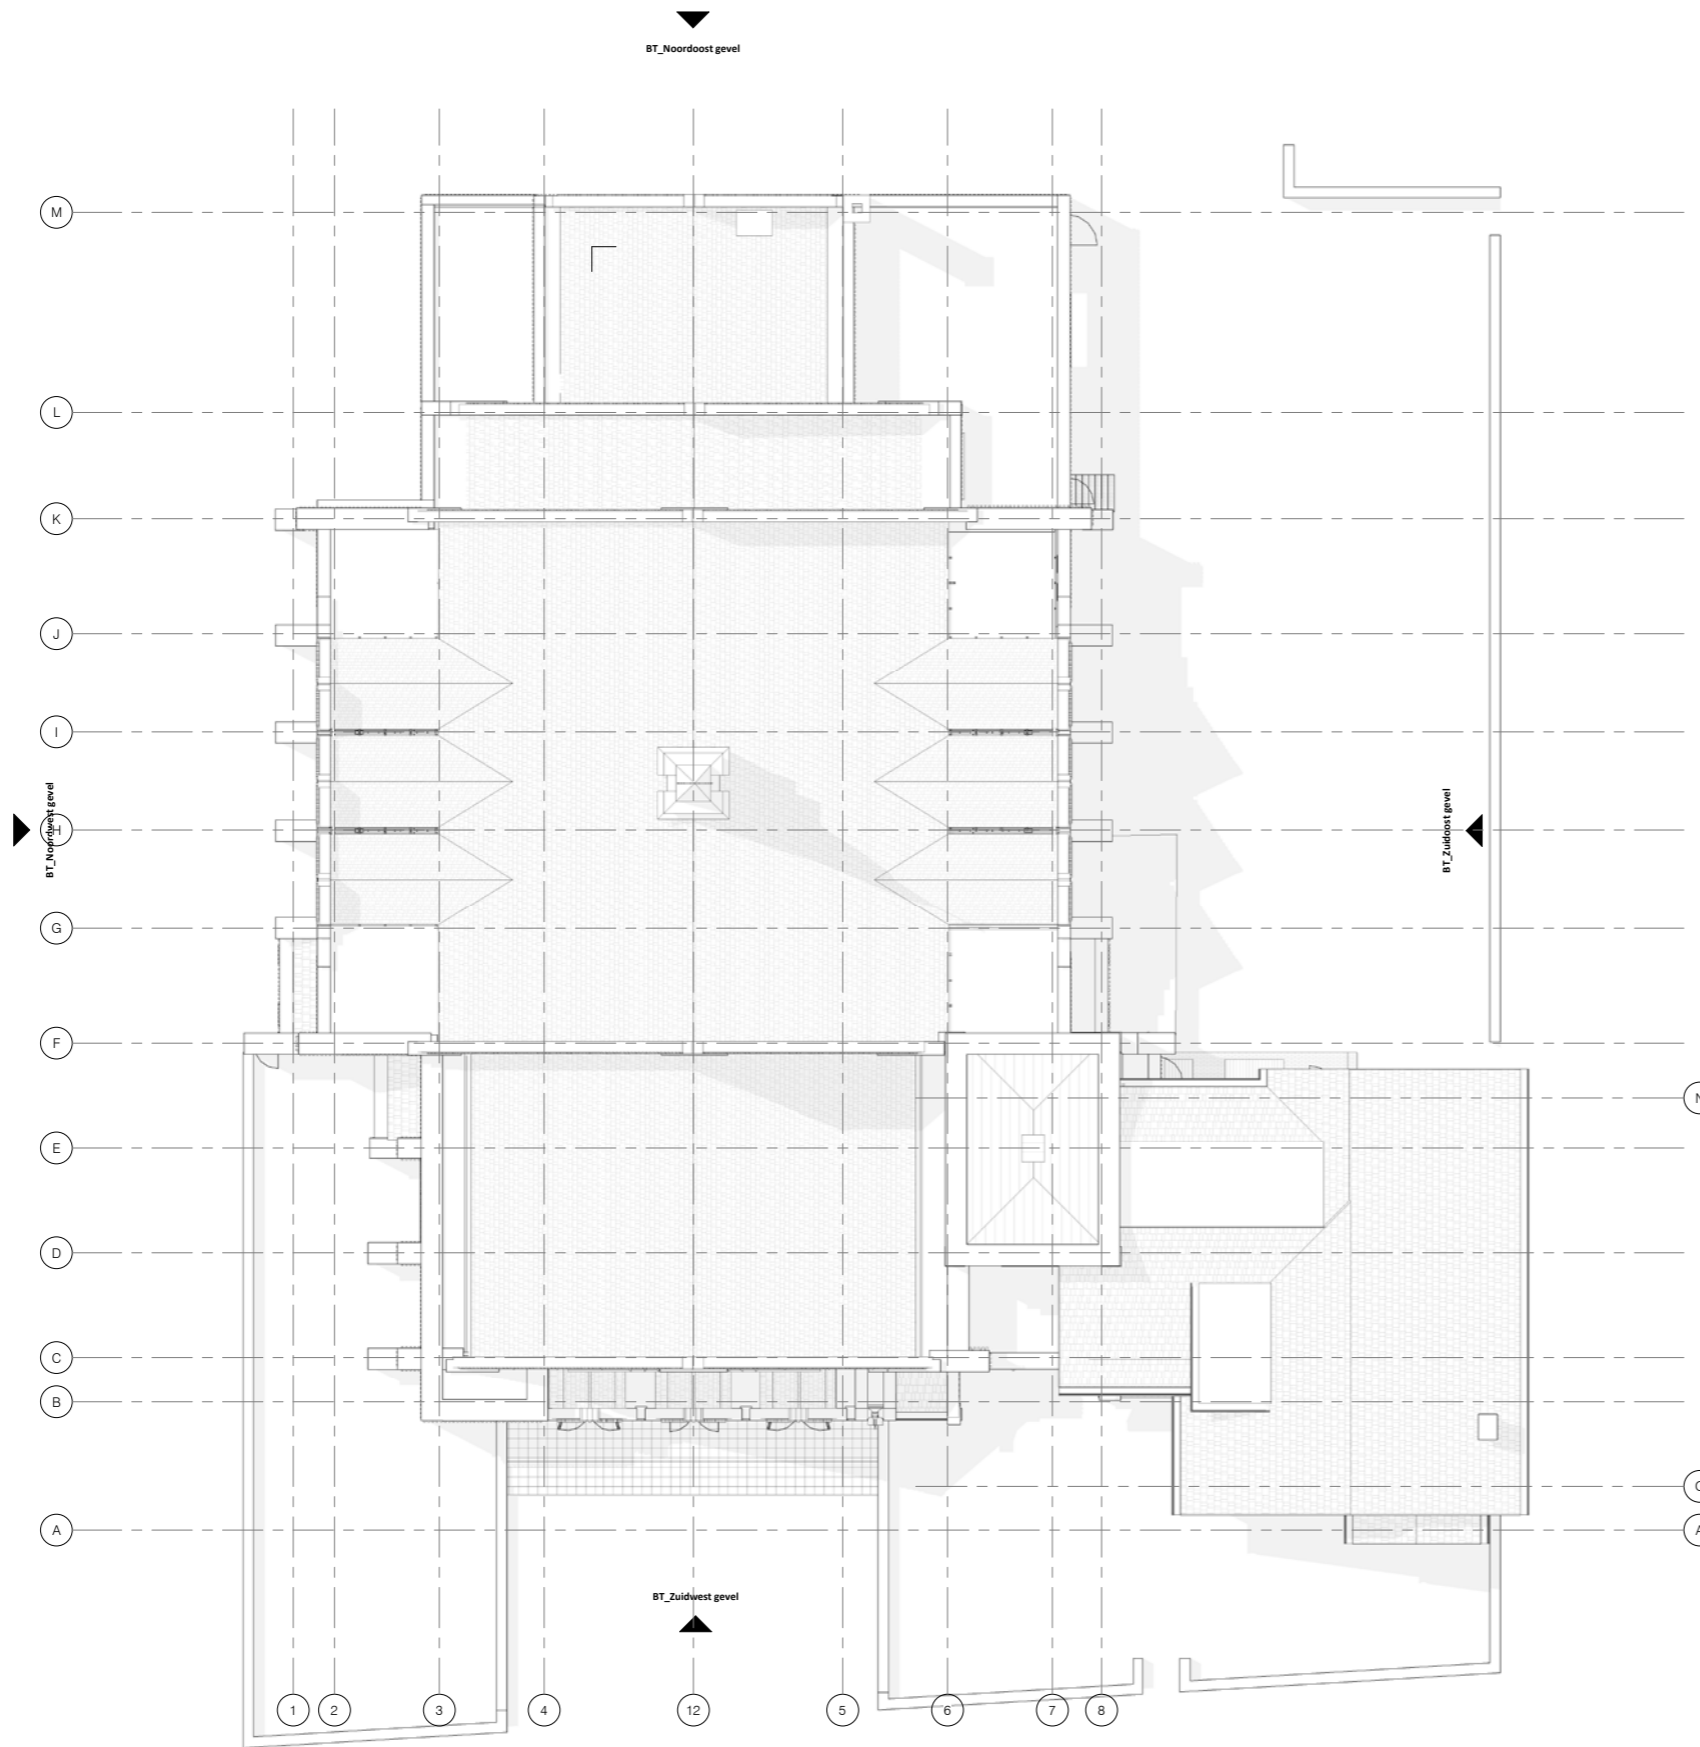 BT_Noordoost gevel
M
L
K
J
I
BT_Noordwest gevel
H
BT_Zuidoost gevel
G
F
N
E
D
C
B
A
A
BT_Zuidwest gevel
1 2 3 4 12 5 6 7 8